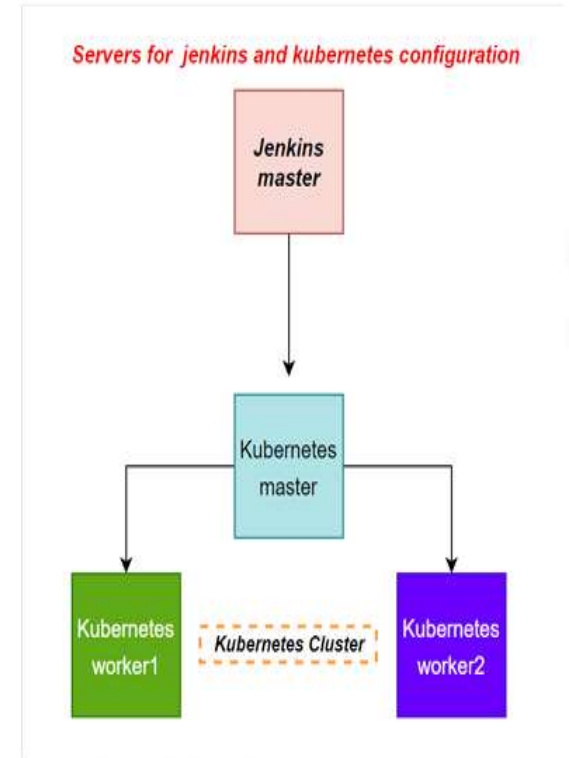 Servers for jenkins and kubernetes configuration
Jenkins
master
Kubernetes
master
Kubernetes
worker1
Kubernetes Cluster
Kubernetes
worker2